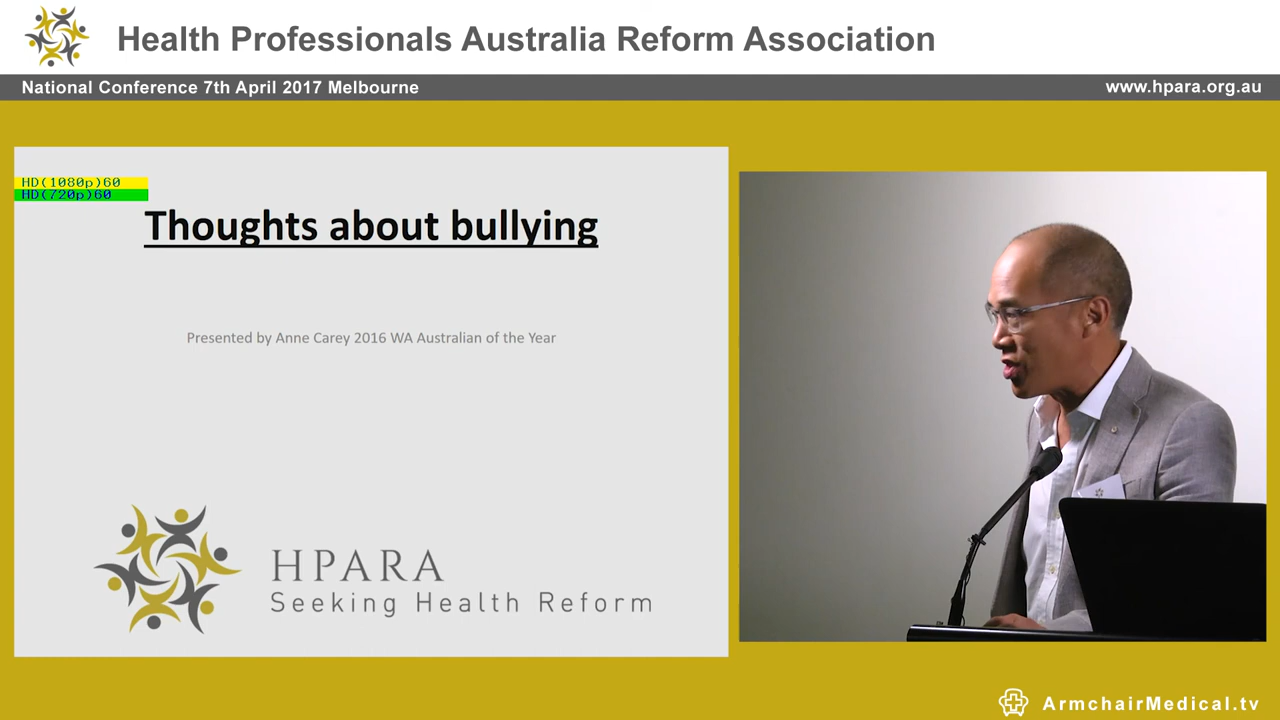 Health Professionals Australia Reform Association
National Conference 7th April 2017 Melbourne
www.hpara.org.au
HD(1080p)60
HD(720p)60
Thoughts about bullying
Presented by Anne Carey 2016 WA Australian of the Year
HPARA
Seeking Health Reform
ArmchairMedical.tv